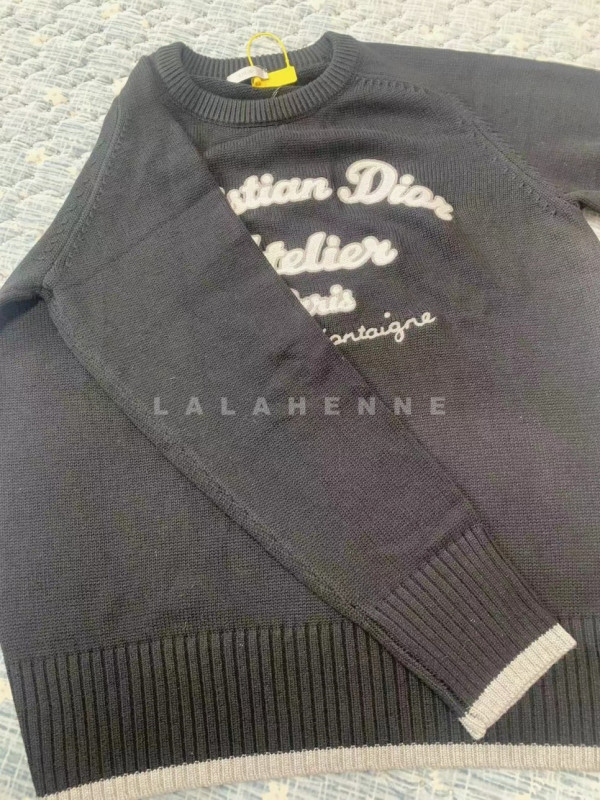 stian Dior
telier
aris
ontaigne
LALAHENNE